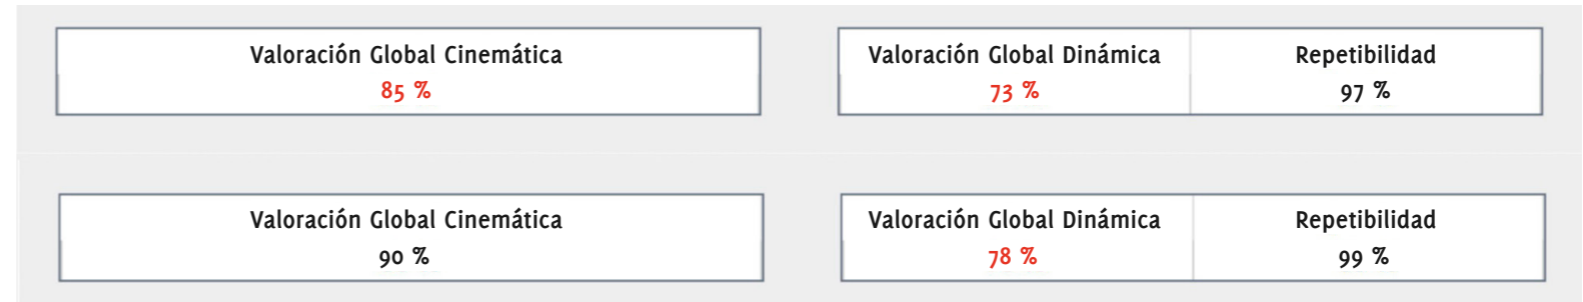 Valoración Global Cinemática
85 %
Valoración Global Dinámica
73 %
Repetibilidad
97 %
Valoración Global Cinemática
90 %
Valoración Global Dinámica
78 %
Repetibilidad
99 %